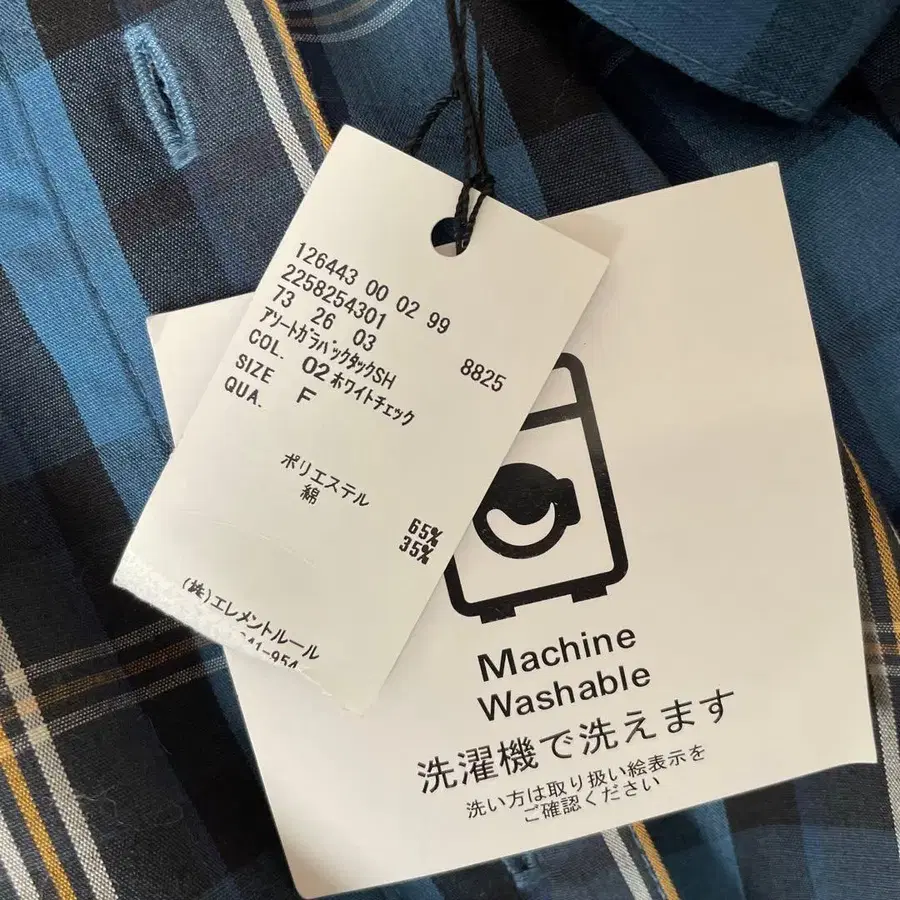 126443 00 02 99
2258254301
73 26 03 8825
アソートガラバックタックSH
COL. 02 ホワイトチェック
SIZE F
QUA.
ポリエステル 65%
綿 35%
(株)エレメントルール
41-954
Machine
Washable
洗濯機で洗えます
洗い方は取り扱い絵表示を
ご確認ください